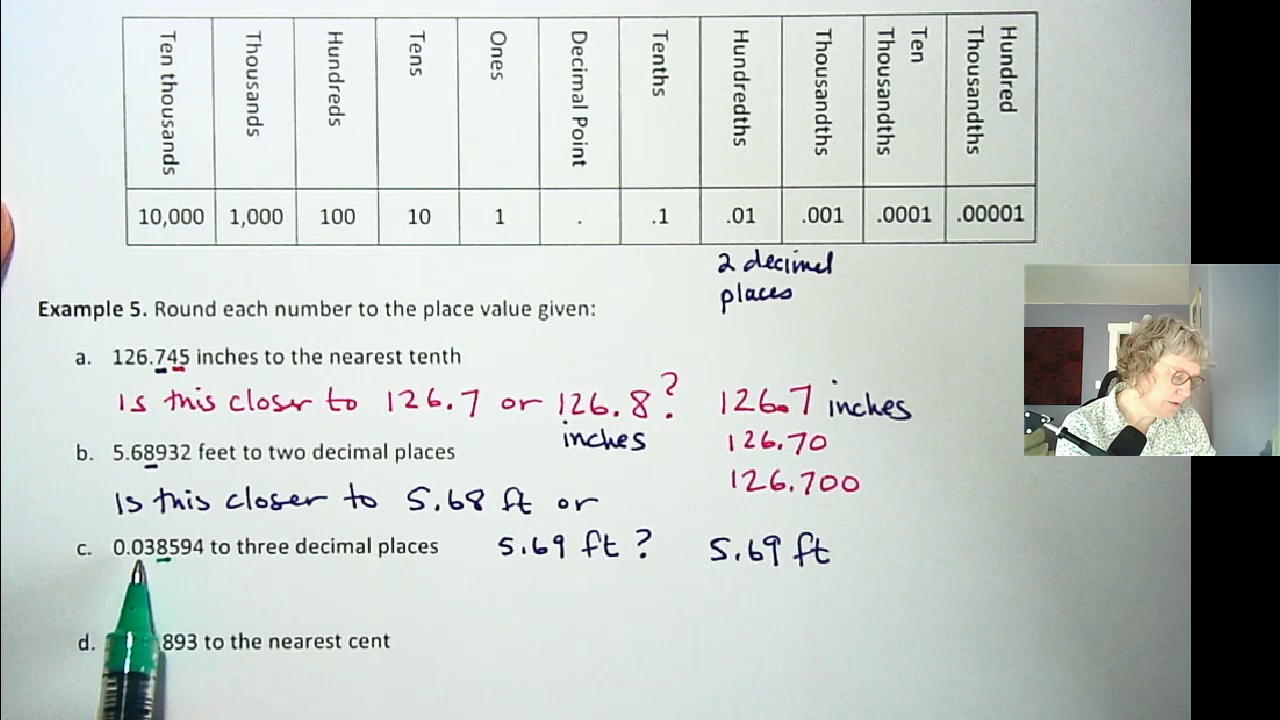 Ten thousands Thousands Hundreds Tens Ones Decimal Point Tenths Hundredths Thousandths Ten Thousandths Hundred Thousandths
10,000 1,000 100 10 1 . .1 .01 .001 .0001 .00001
2 decimal
places
Example 5. Round each number to the place value given:
a. 126.745 inches to the nearest tenth
Is this closer to 126.7 or 126.8? 126.7 inches
inches 126.70
b. 5.68932 feet to two decimal places
126.700
Is this closer to 5.68 ft or
c. 0.038594 to three decimal places 5.69 ft? 5.69 ft
d. .893 to the nearest cent